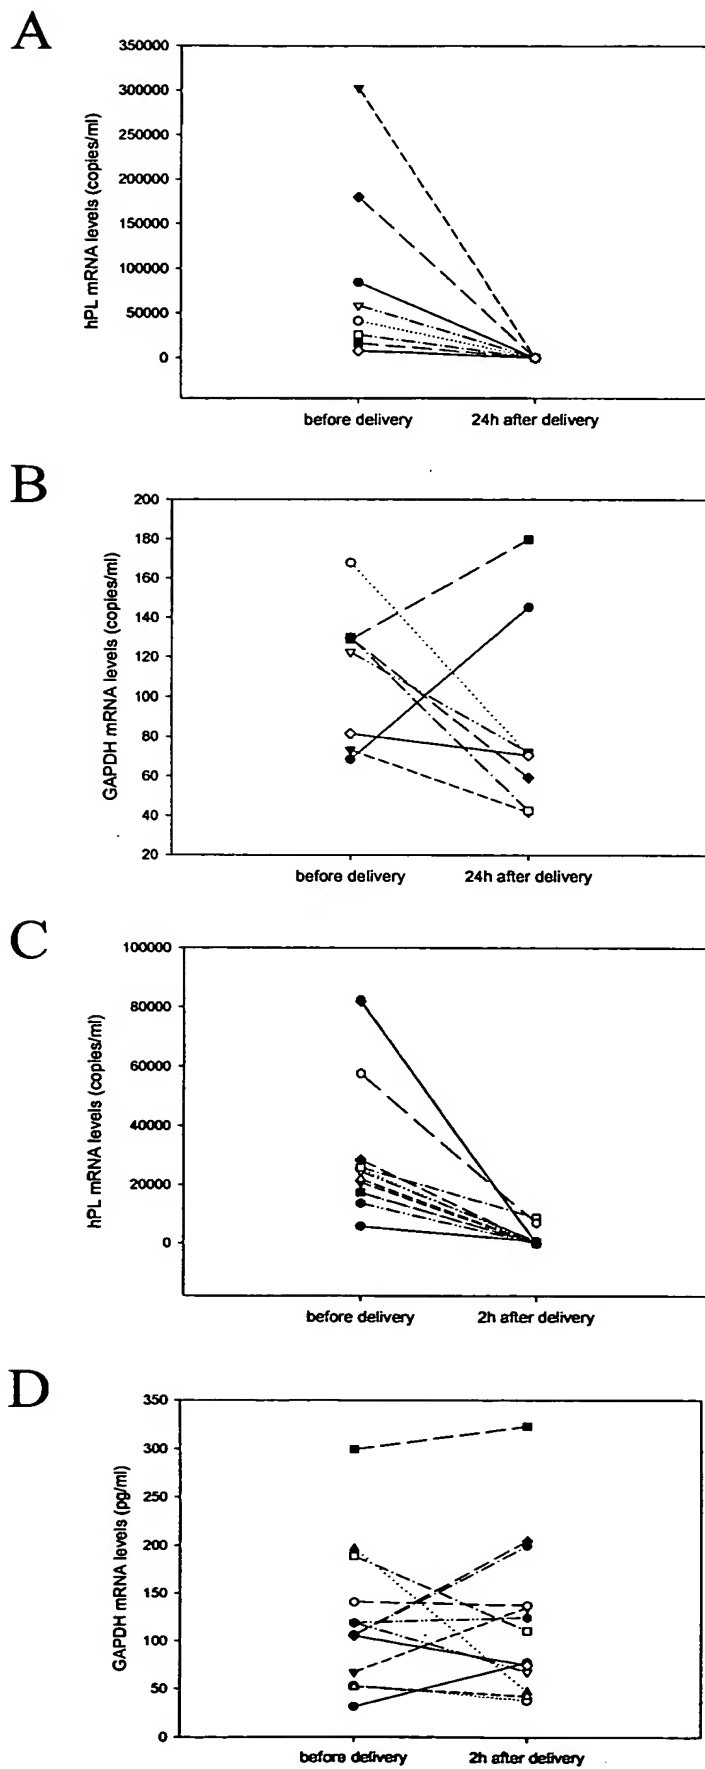 A
hPL mRNA levels (copies/ml)
350000
300000
250000
200000
150000
100000
50000
0
before delivery 24h after delivery
B
GAPDH mRNA levels (copies/ml)
200
180
160
140
120
100
80
60
40
20
before delivery 24h after delivery
C
hPL mRNA levels (copies/ml)
100000
80000
60000
40000
20000
0
before delivery 2h after delivery
D
GAPDH mRNA levels (pg/ml)
350
300
250
200
150
100
50
0
before delivery 2h after delivery